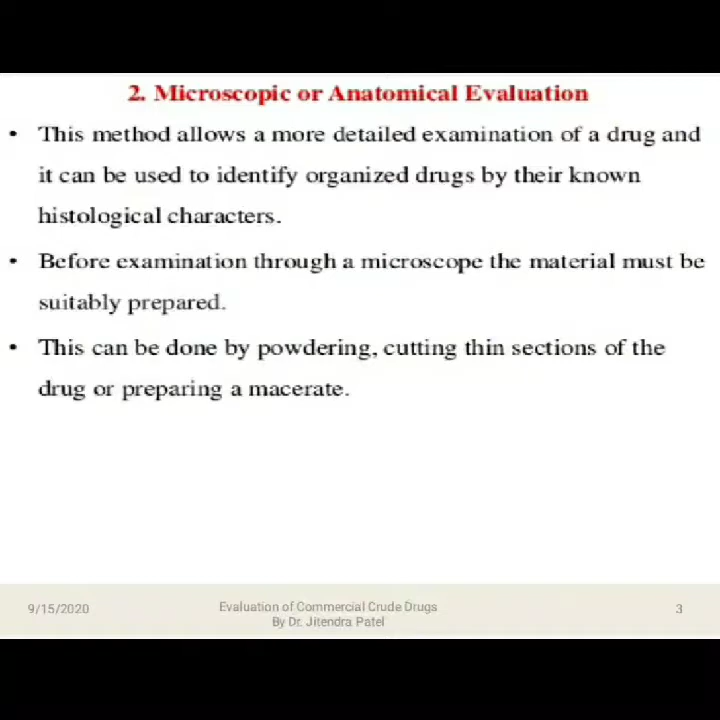 2. Microscopic or Anatomical Evaluation
• This method allows a more detailed examination of a drug and
it can be used to identify organized drugs by their known
histological characters.
• Before examination through a microscope the material must be
suitably prepared.
• This can be done by powdering, cutting thin sections of the
drug or preparing a macerate.
9/15/2020
Evaluation of Commercial Crude Drugs
By Dr. Jitendra Patel
3